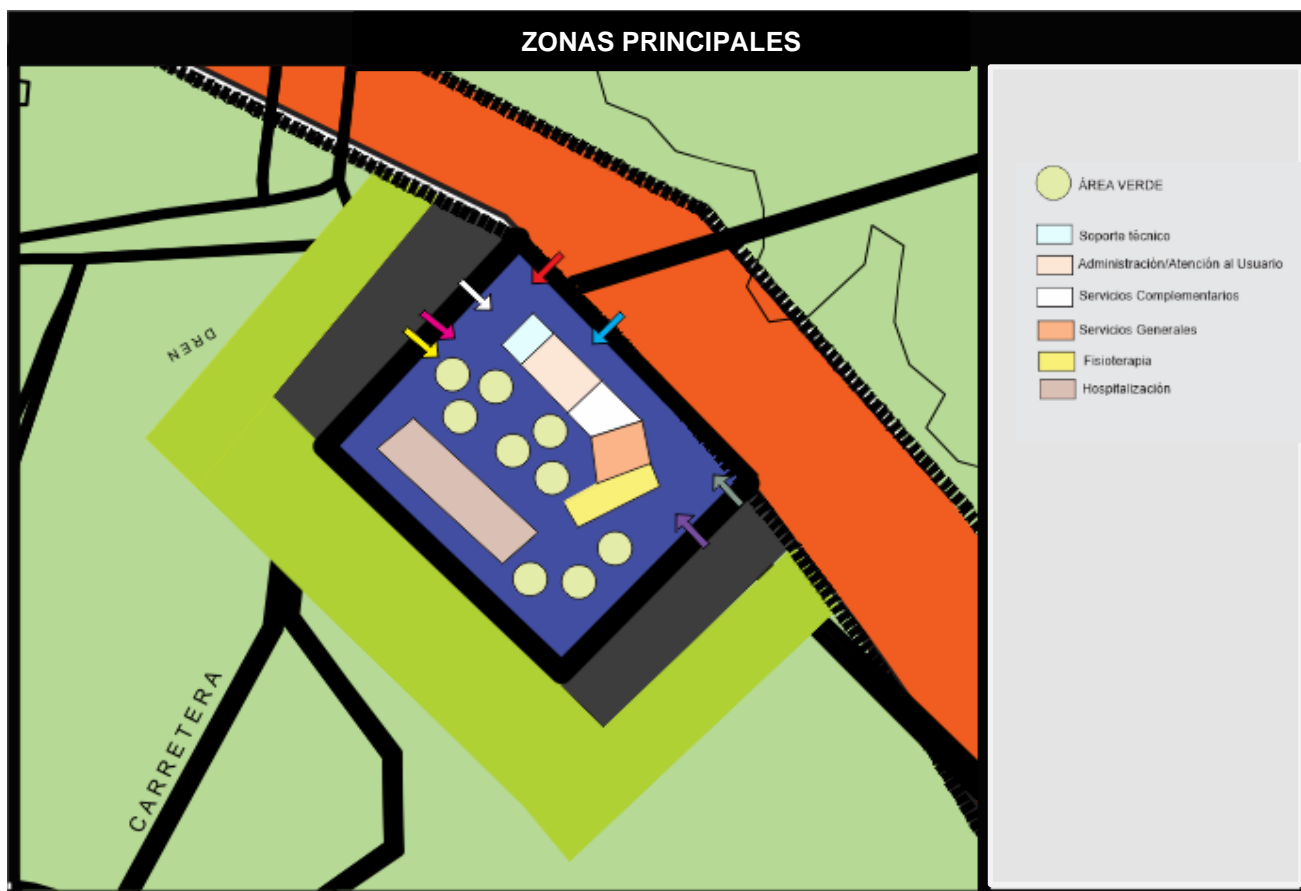 ZONAS PRINCIPALES
ÁREA VERDE
Soporte técnico
Administración/Atención al Usuario
Servicios Complementarios
Servicios Generales
Fisioterapia
Hospitalización
DREN
CARRETERA